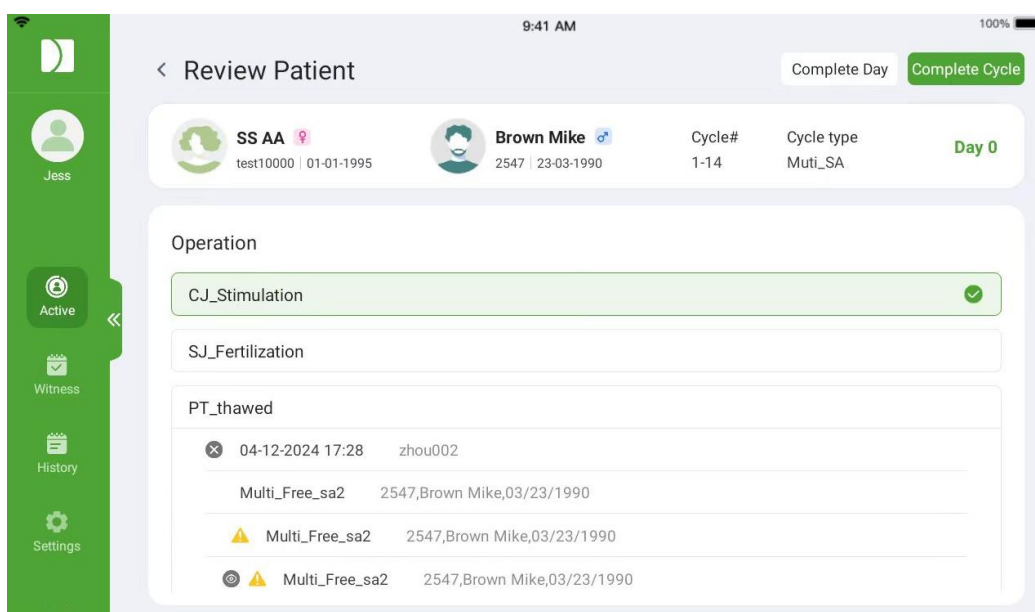 9:41 AM
100%
Review Patient
Complete Day
Complete Cycle
Jess
SS AA
test10000 | 01-01-1995
Brown Mike
2547 | 23-03-1990
Cycle#
1-14
Cycle type
Muti_SA
Day 0
Operation
Active
CJ_Stimulation
SJ_Fertilization
Witness
PT_thawed
History
04-12-2024 17:28 zhou002
Multi_Free_sa2 2547,Brown Mike,03/23/1990
Settings
Multi_Free_sa2 2547,Brown Mike,03/23/1990
Multi_Free_sa2 2547,Brown Mike,03/23/1990